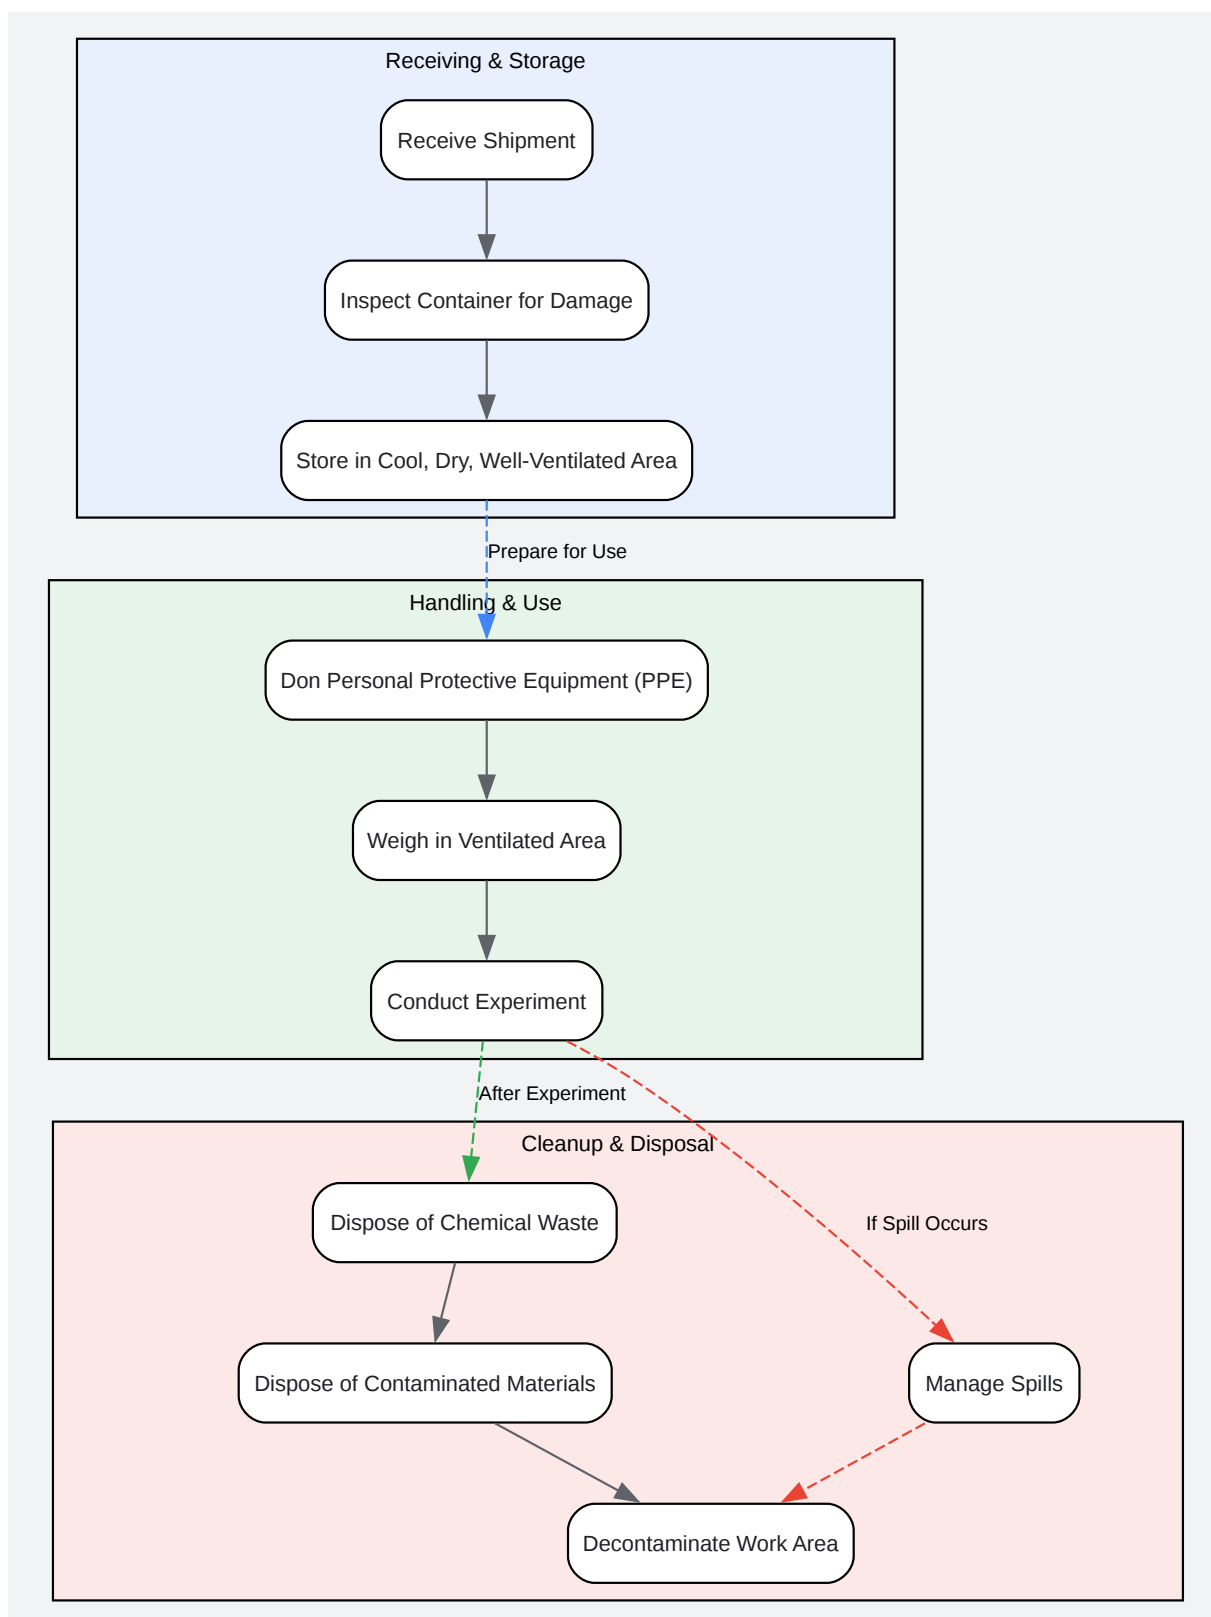 Receiving & Storage
Receive Shipment
Inspect Container for Damage
Store in Cool, Dry, Well-Ventilated Area
Prepare for Use
Handling & Use
Don Personal Protective Equipment (PPE)
Weigh in Ventilated Area
Conduct Experiment
After Experiment
Cleanup & Disposal
Dispose of Chemical Waste
If Spill Occurs
Dispose of Contaminated Materials
Manage Spills
Decontaminate Work Area